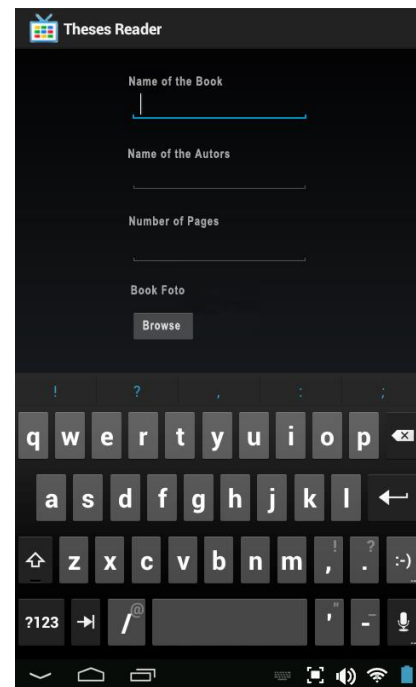 Theses Reader
Name of the Book
Name of the Autors
Number of Pages
Book Foto
Browse
! ? , : ;
q w e r t y u i o p
a s d f g h j k l
z x c v b n m , ! . ? :-)
?123 / @ ' " - _